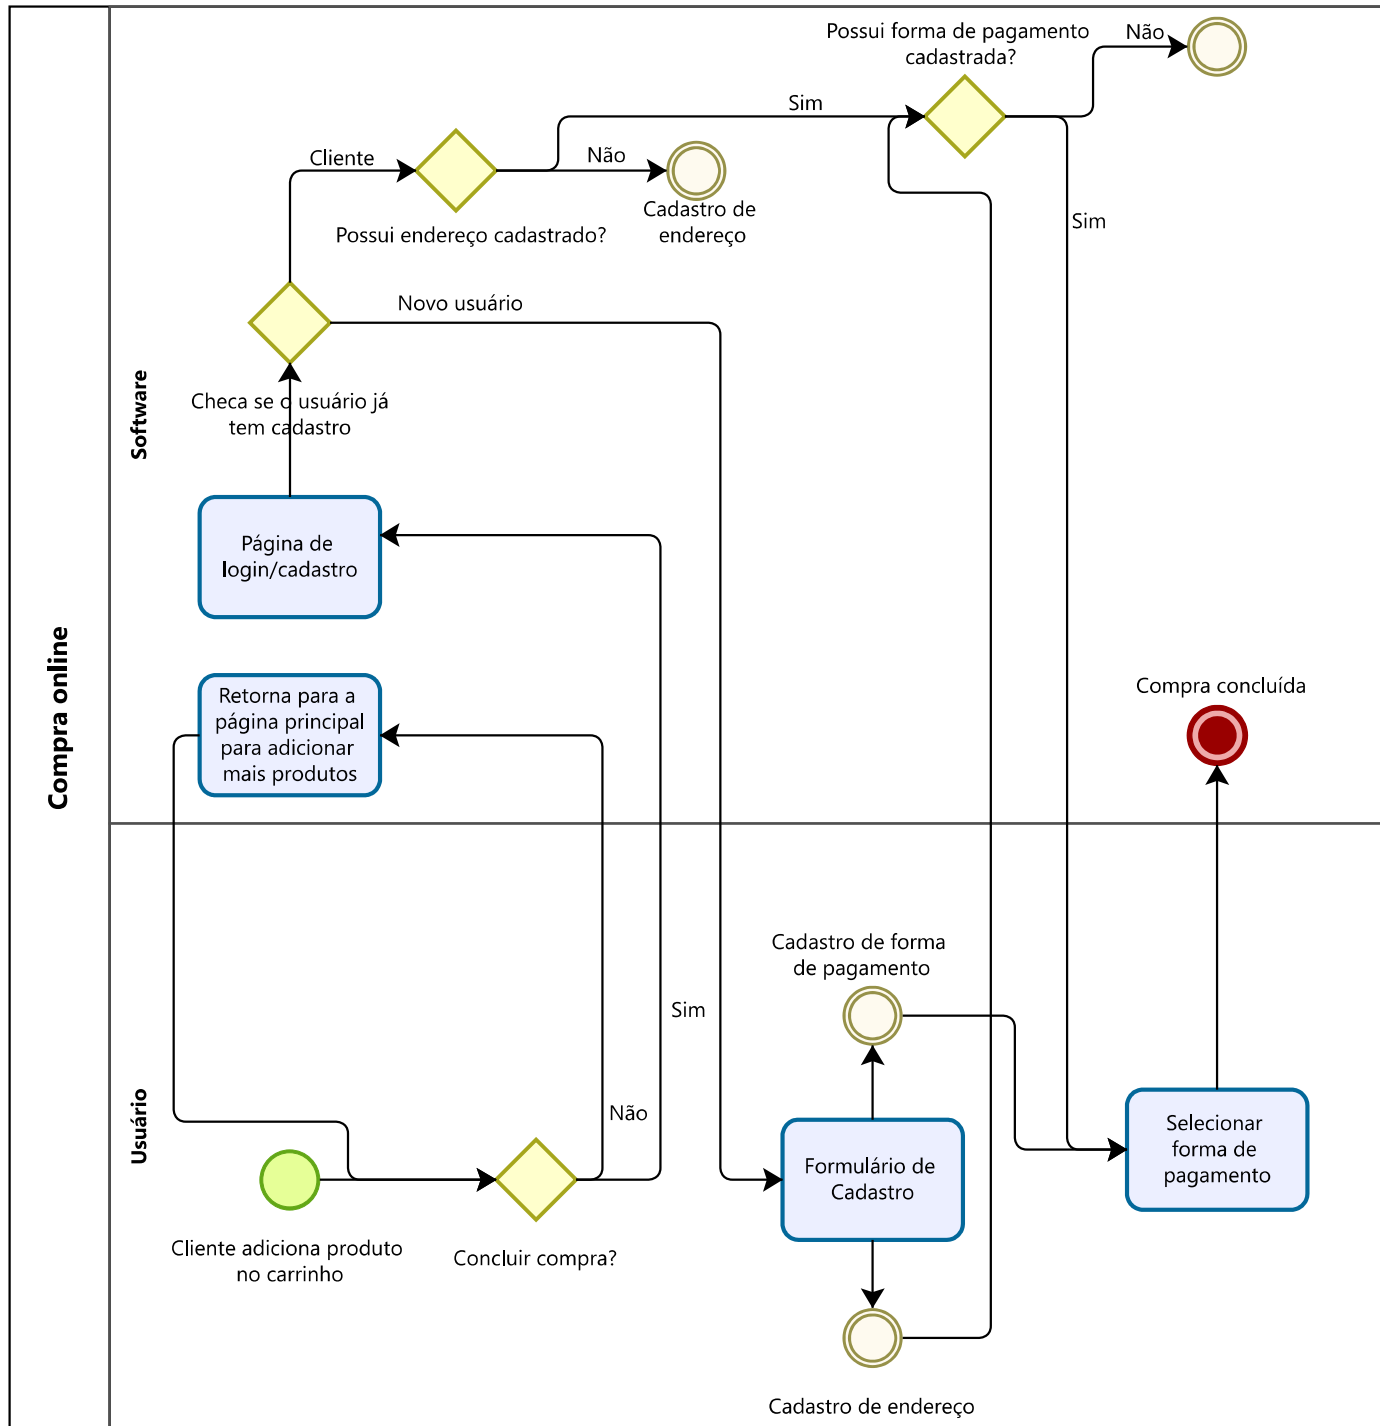 Compra online
Software
Usuário
Possui forma de pagamento
cadastrada?
Não
Sim
Cliente
Não
Cadastro de
endereço
Possui endereço cadastrado?
Sim
Novo usuário
Checa se o usuário já
tem cadastro
Página de
login/cadastro
Retorna para a
página principal
para adicionar
mais produtos
Compra concluída
Cadastro de forma
de pagamento
Sim
Não
Formulário de
Cadastro
Selecionar
forma de
pagamento
Cliente adiciona produto
no carrinho
Concluir compra?
Cadastro de endereço